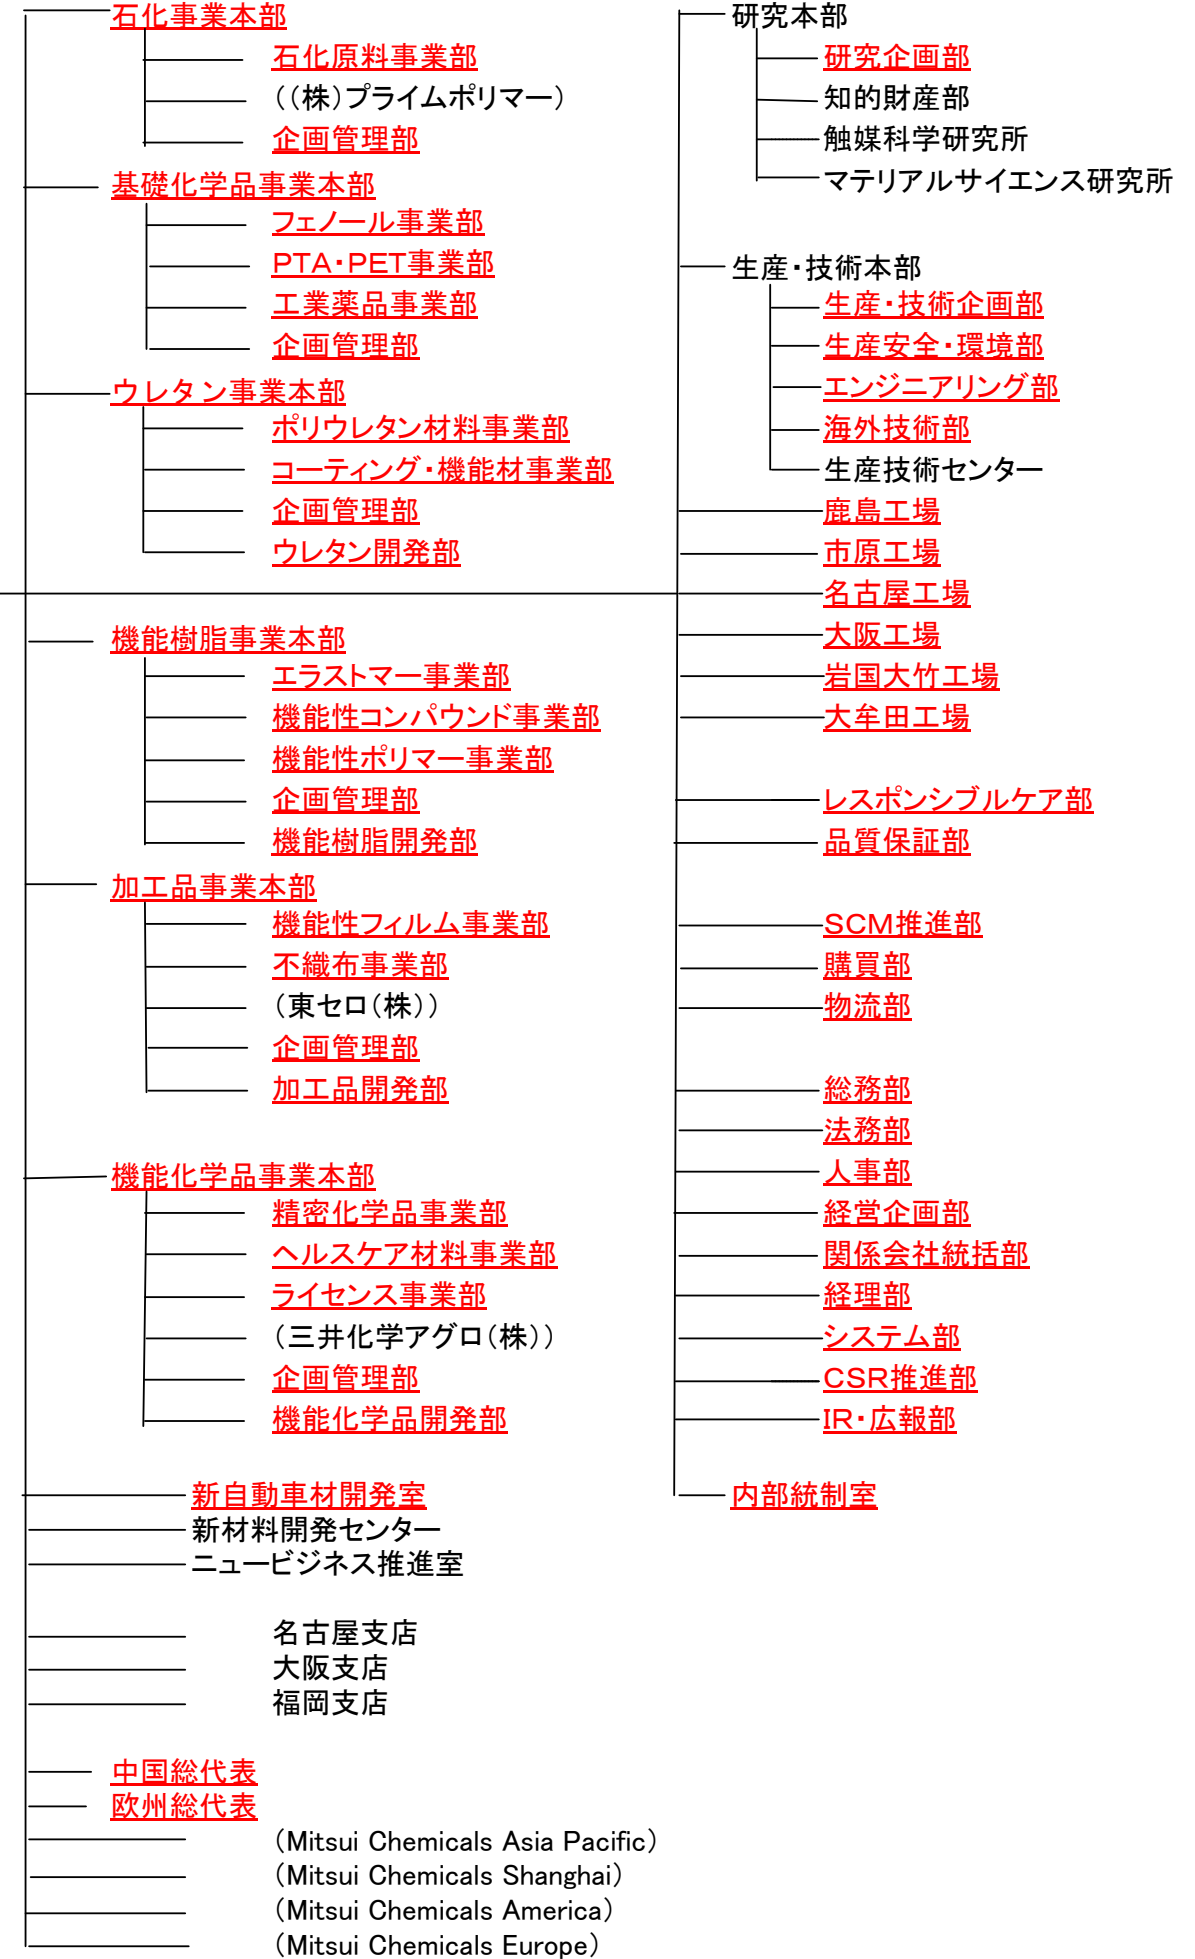 石化事業本部
石化原料事業部
（（株）プライムポリマー）
企画管理部
基礎化学品事業本部
フェノール事業部
PTA・PET事業部
工業薬品事業部
企画管理部
ウレタン事業本部
ポリウレタン材料事業部
コーティング・機能材事業部
企画管理部
ウレタン開発部
機能樹脂事業本部
エラストマー事業部
機能性コンパウンド事業部
機能性ポリマー事業部
企画管理部
機能樹脂開発部
加工品事業本部
機能性フィルム事業部
不織布事業部
（東セロ（株））
企画管理部
加工品開発部
機能化学品事業本部
精密化学品事業部
ヘルスケア材料事業部
ライセンス事業部
（三井化学アグロ（株））
企画管理部
機能化学品開発部
新自動車材開発室
新材料開発センター
ニュービジネス推進室
名古屋支店
大阪支店
福岡支店
中国総代表
欧州総代表
（Mitsui Chemicals Asia Pacific）
（Mitsui Chemicals Shanghai）
（Mitsui Chemicals America）
（Mitsui Chemicals Europe）
研究本部
研究企画部
知的財産部
触媒科学研究所
マテリアルサイエンス研究所
生産・技術本部
生産・技術企画部
生産安全・環境部
エンジニアリング部
海外技術部
生産技術センター
鹿島工場
市原工場
名古屋工場
大阪工場
岩国大竹工場
大牟田工場
レスポンシブルケア部
品質保証部
SCM推進部
購買部
物流部
総務部
法務部
人事部
経営企画部
関係会社統括部
経理部
システム部
CSR推進部
IR・広報部
内部統制室